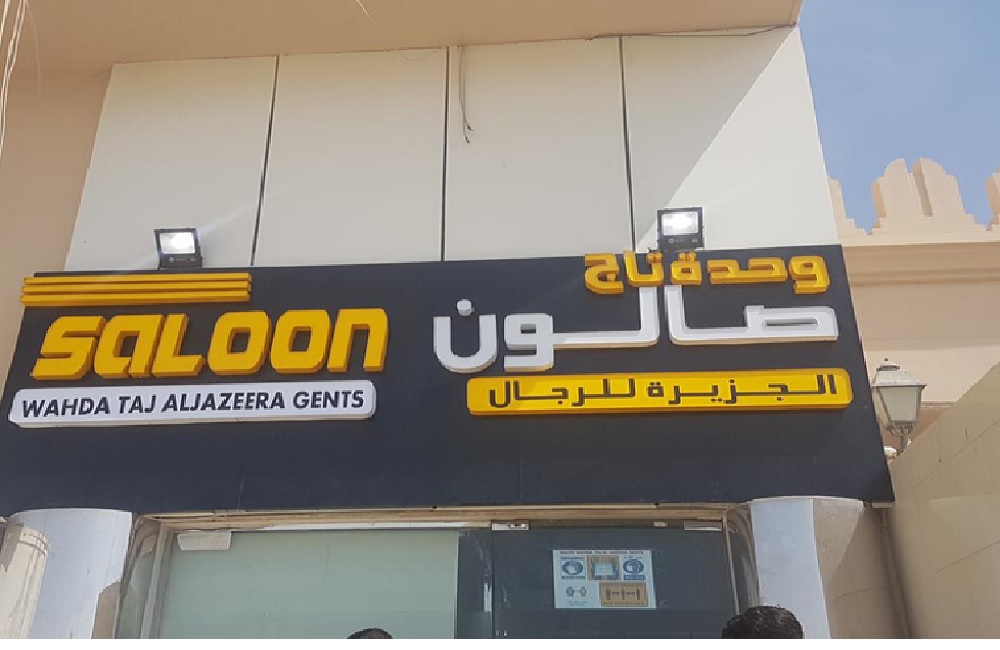 SALOON
WAHDA TAJ ALJAZEERA GENTS
وحدة تاج
صالون
الجزيرة للرجال